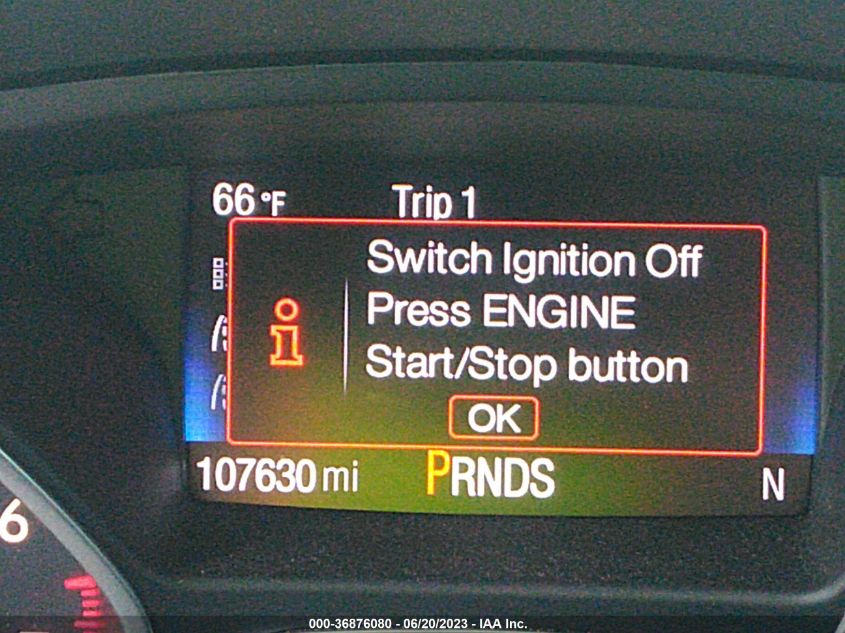 66 °F Trip 1
Switch Ignition Off
Press ENGINE
Start/Stop button
OK
107630 mi PRNDS N
6
000-36876080 - 06/20/2023 - IAA Inc.